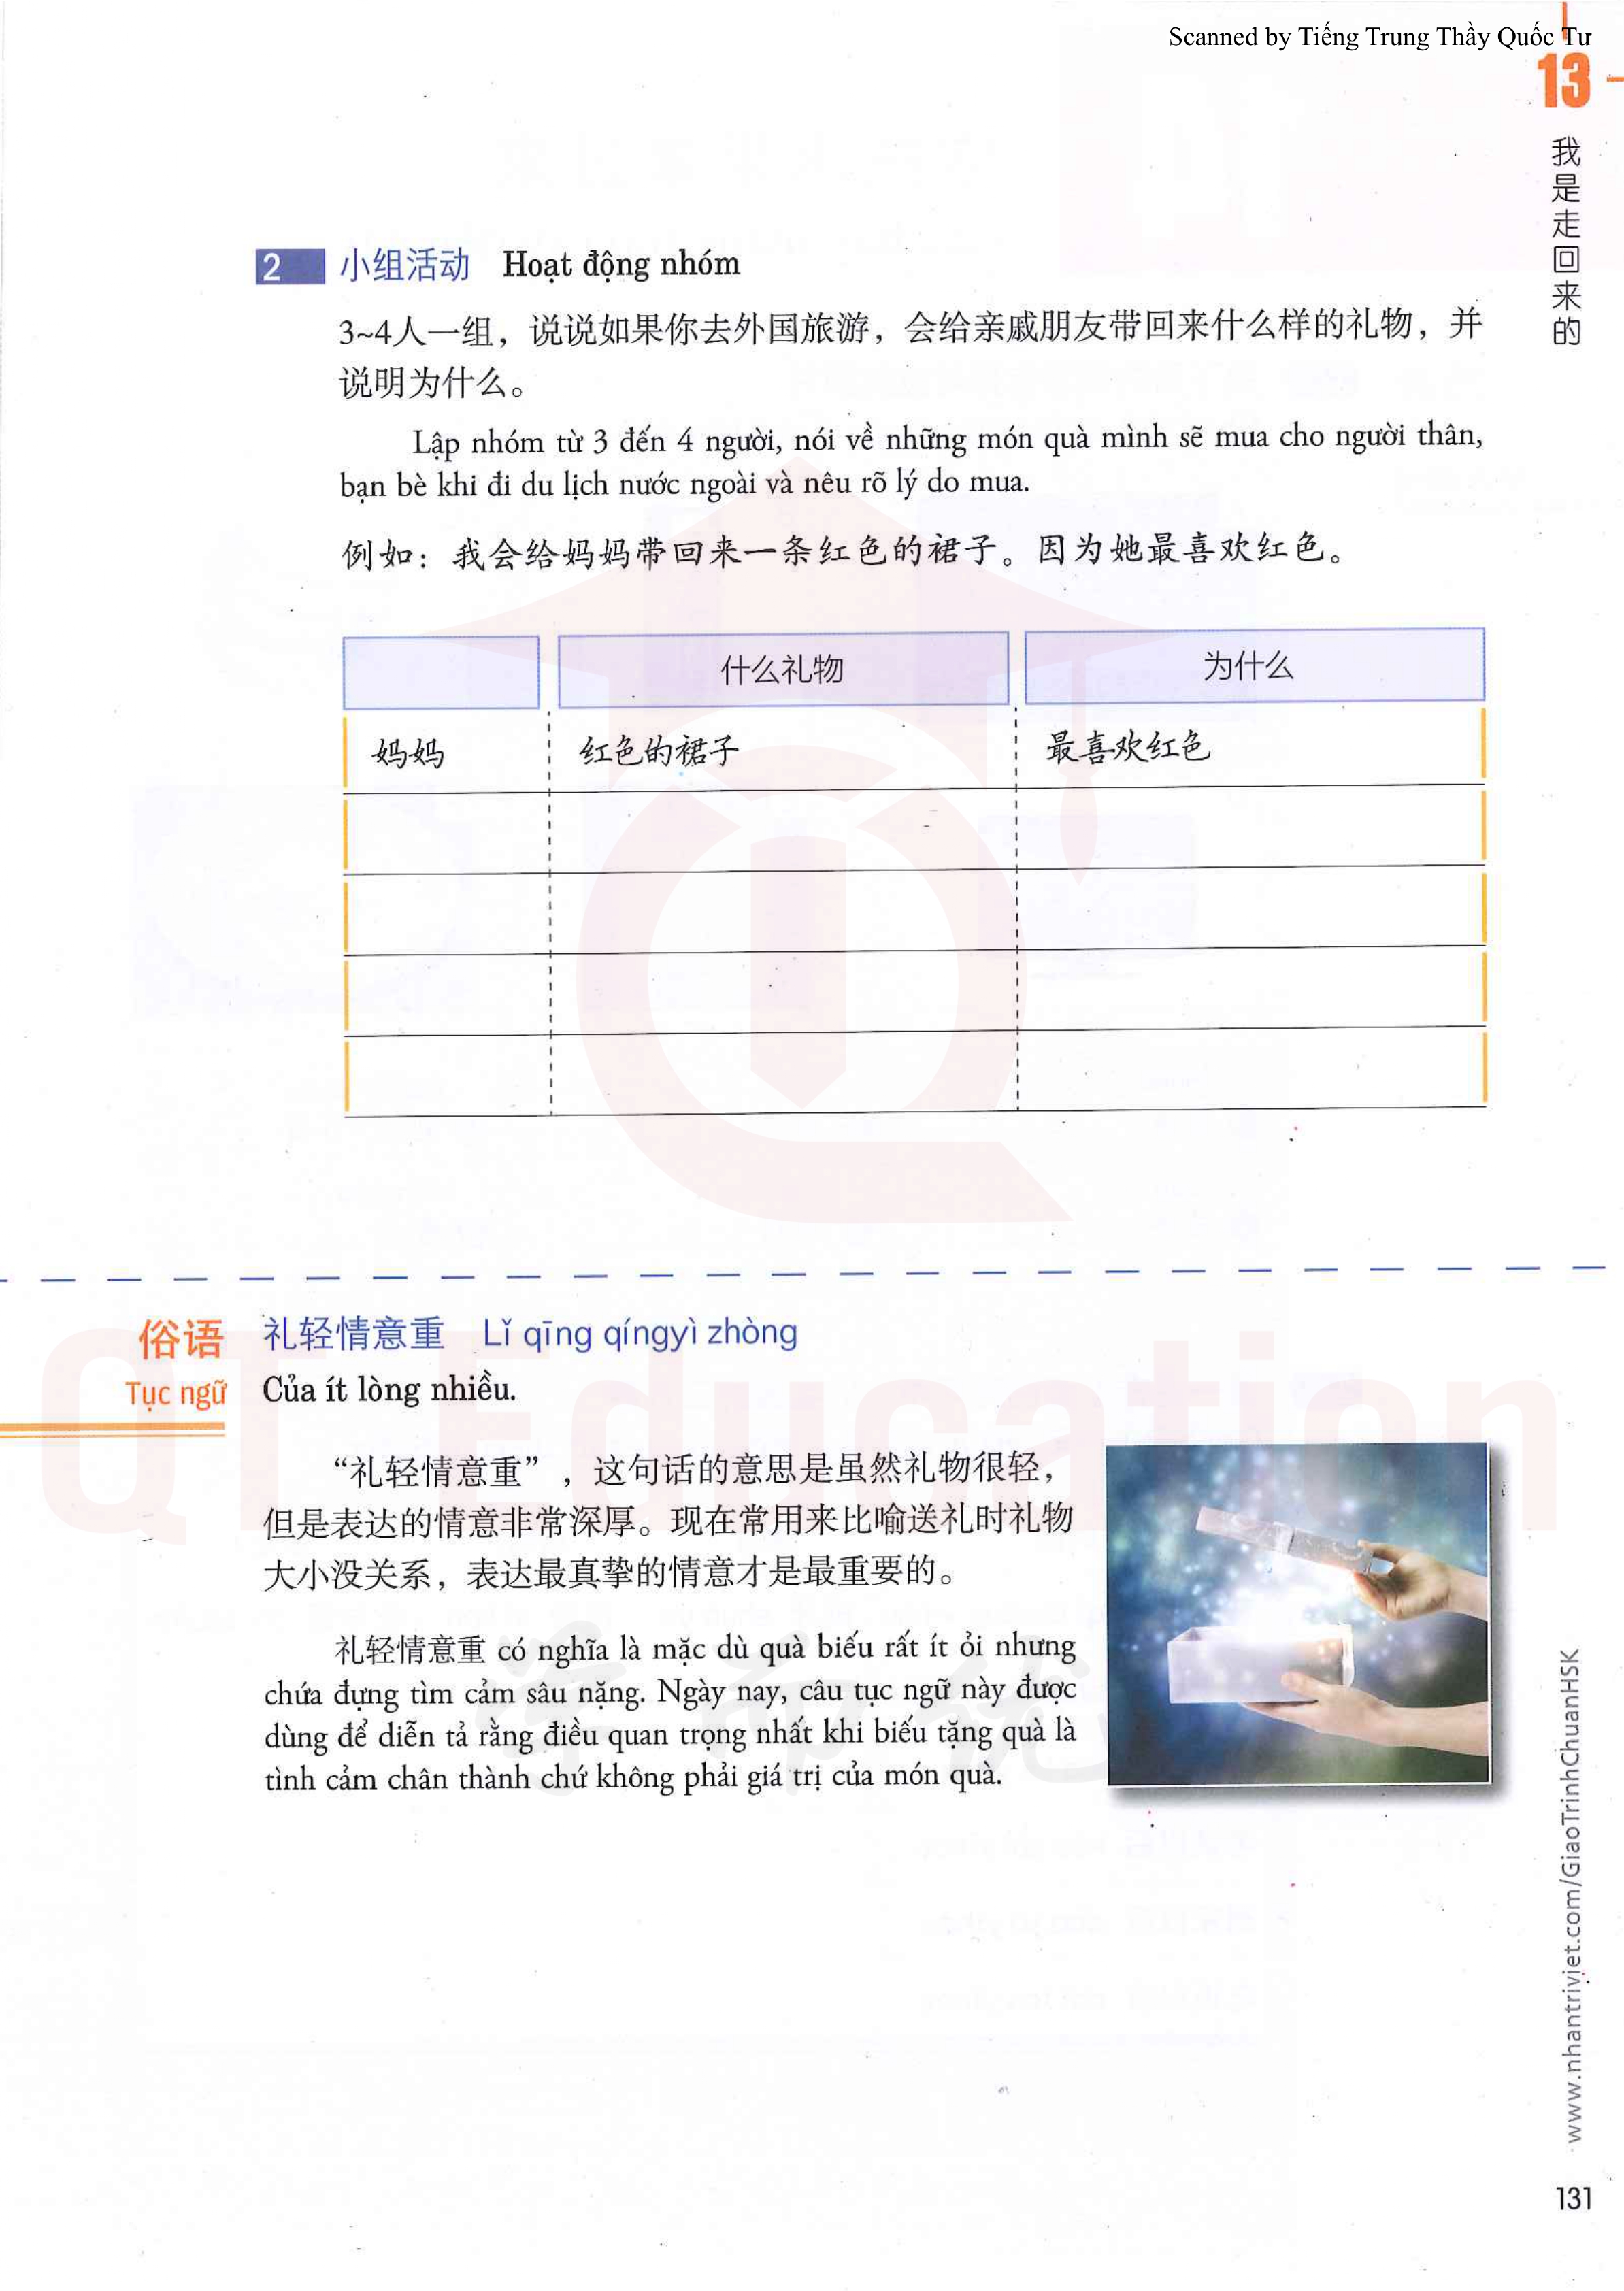 Scanned by Tiếng Trung Thầy Quốc Tư
13
我是走回来的
2 小组活动 Hoạt động nhóm
3~4人一组，说说如果你去外国旅游，会给亲戚朋友带回来什么样的礼物，并
说明为什么。
Lập nhóm từ 3 đến 4 người, nói về những món quà mình sẽ mua cho người thân,
bạn bè khi đi du lịch nước ngoài và nêu rõ lý do mua.
例如：我会给妈妈带回来一条红色的裙子。因为她最喜欢红色。
什么礼物 为什么
妈妈 红色的裙子 最喜欢红色
俗语 礼轻情意重 Lǐ qīng qíngyì zhòng
Tục ngữ Của ít lòng nhiều.
QT Education
“礼轻情意重”，这句话的意思是虽然礼物很轻，
但是表达的情意非常深厚。现在常用来比喻送礼时礼物
大小没关系，表达最真挚的情意才是最重要的。
礼轻情意重 có nghĩa là mặc dù quà biếu rất ít ỏi nhưng
chứa đựng tìm cảm sâu nặng. Ngày nay, câu tục ngữ này được
dùng để diễn tả rằng điều quan trọng nhất khi biếu tặng quà là
tình cảm chân thành chứ không phải giá trị của món quà.
www.nhantriviet.com/GiaoTrinhChuanHSK
131